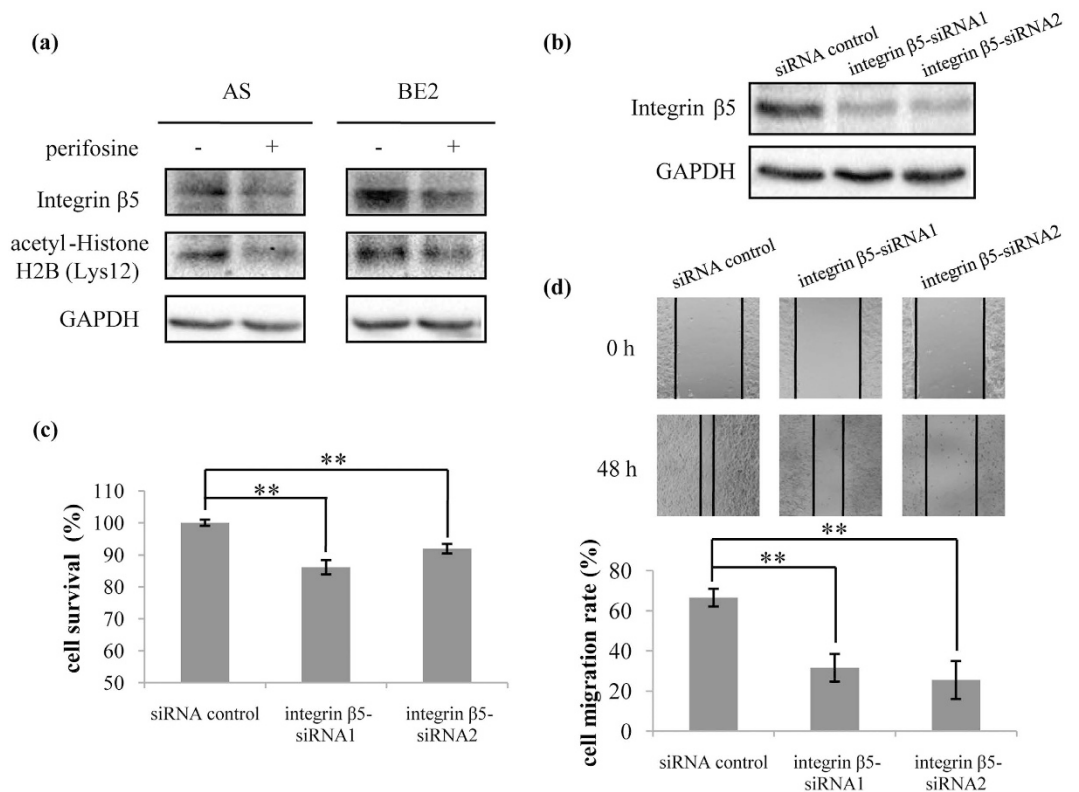 (a)
AS
BE2
perifosine
-
+
-
+
Integrin β5
acetyl-Histone
H2B (Lys12)
GAPDH
(b)
siRNA control
integrin β5-siRNA1
integrin β5-siRNA2
Integrin β5
GAPDH
(c)
**
**
cell survival (%)
110
100
90
80
70
60
50
siRNA control
integrin β5-
siRNA1
integrin β5-
siRNA2
(d)
siRNA control
integrin β5-siRNA1
integrin β5-siRNA2
0 h
48 h
**
**
cell migration rate (%)
80
60
40
20
0
siRNA control
integrin β5-
siRNA1
integrin β5-
siRNA2